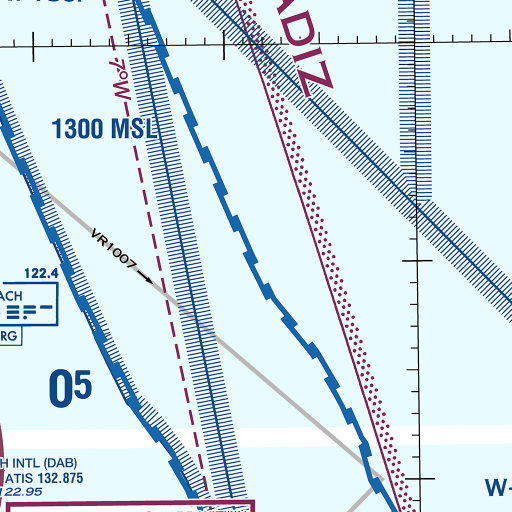 ADIZ
7°W
1300 MSL
VR1007
122.4
ACH
RG
05
H INTL (DAB)
ATIS 132.875
122.95
W-